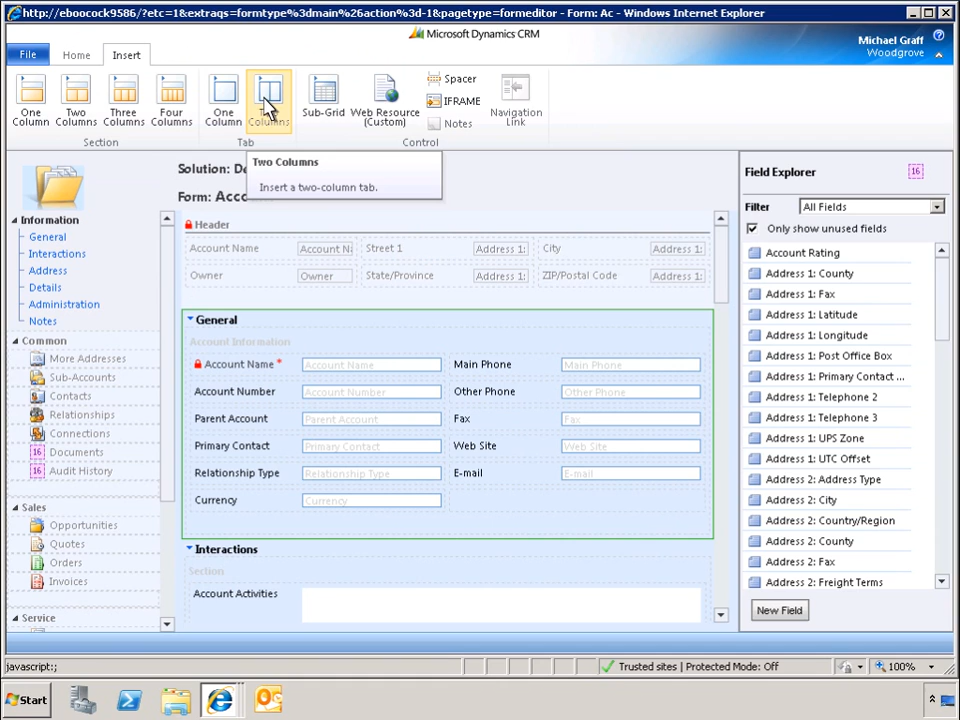 http://eboocock9586/?etc=1&extraqs=formtype%3dmain%26action%3d-1&pagetype=formeditor - Form: Ac - Windows Internet Explorer
Microsoft Dynamics CRM
Michael Graff
Woodgrove
File Home Insert
One Column
Two Columns
Three Columns
Four Columns
Section
One Column
Columns
Tab
Sub-Grid
Web Resource (Custom)
Spacer
IFRAME
Notes
Navigation Link
Control
Two Columns
Insert a two-column tab.
Solution: De
Form: Acco
Information
General
Interactions
Address
Details
Administration
Notes
Common
More Addresses
Sub-Accounts
Contacts
Relationships
Connections
16 Documents
16 Audit History
Sales
Opportunities
Quotes
Orders
Invoices
Service
Header
Account Name Account Na Street 1 Address 1: City Address 1:
Owner Owner State/Province Address 1: ZIP/Postal Code Address 1:
General
Account Information
Account Name * Account Name Main Phone Main Phone
Account Number Account Number Other Phone Other Phone
Parent Account Parent Account Fax Fax
Primary Contact Primary Contact Web Site Web Site
Relationship Type Relationship Type E-mail E-mail
Currency Currency
Interactions
Section
Account Activities
Field Explorer 16
Filter All Fields
Only show unused fields
Account Rating
Address 1: County
Address 1: Fax
Address 1: Latitude
Address 1: Longitude
Address 1: Post Office Box
Address 1: Primary Contact ...
Address 1: Telephone 2
Address 1: Telephone 3
Address 1: UPS Zone
Address 1: UTC Offset
Address 2: Address Type
Address 2: City
Address 2: Country/Region
Address 2: County
Address 2: Fax
Address 2: Freight Terms
New Field
javascript:;
Trusted sites | Protected Mode: Off
100%
Start